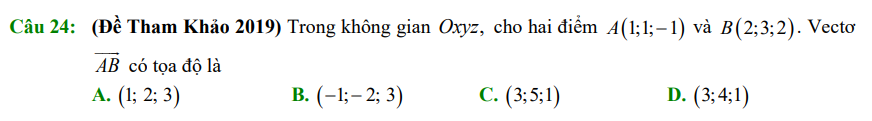 Câu 24: (Đề Tham Khảo 2019) Trong không gian Oxyz, cho hai điểm A(1;1;−1) và B(2;3;2). Vectơ
$\overrightarrow{AB}$ có tọa độ là
A. (1; 2; 3) B. (−1;− 2; 3) C. (3;5;1) D. (3;4;1)